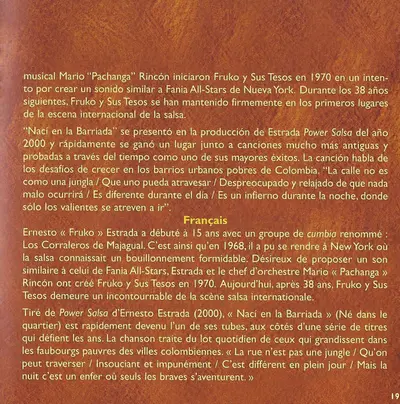 musical Mario "Pachanga" Rincón iniciaron Fruko y Sus Tesos en 1970 en un inten-
to por crear un sonido similar a Fania All-Stars de Nueva York. Durante los 38 años
siguientes, Fruko y Sus Tesos se han mantenido firmemente en los primeros lugares
de la escena internacional de la salsa.
"Nací en la Barriada" se presentó en la producción de Estrada Power Salsa del año
2000 y rápidamente se ganó un lugar junto a canciones mucho más antiguas y
probadas a través del tiempo como uno de sus mayores éxitos. La canción habla de
los desafíos de crecer en los barrios urbanos pobres de Colombia. "La calle no es
como una jungla / Que uno pueda atravesar / Despreocupado y relajado de que nada
malo ocurrirá / Es diferente durante el día / Es un infierno durante la noche, donde
sólo los valientes se atreven a ir".
Français
Ernesto « Fruko » Estrada a débuté à 15 ans avec un groupe de cumbia renommé :
Los Corraleros de Majagual. C'est ainsi qu'en 1968, il a pu se rendre à New York où
la salsa connaissait un bouillonnement formidable. Désireux de proposer un son
similaire à celui de Fania All-Stars, Estrada et le chef d'orchestre Mario « Pachanga »
Rincón ont créé Fruko y Sus Tesos en 1970. Aujourd'hui, après 38 ans, Fruko y Sus
Tesos demeure un incontournable de la scène salsa internationale.
Tiré de Power Salsa d'Ernesto Estrada (2000), « Nací en la Barriada » (Né dans le
quartier) est rapidement devenu l'un de ses tubes, aux côtés d'une série de titres
qui défient les ans. La chanson traite du lot quotidien de ceux qui grandissent dans
les faubourgs pauvres des villes colombiennes. « La rue n'est pas une jungle / Qu'on
peut traverser / Insouciant et impunément / C'est différent en plein jour / Mais la
nuit c'est un enfer où seuls les braves s'aventurent. »
19